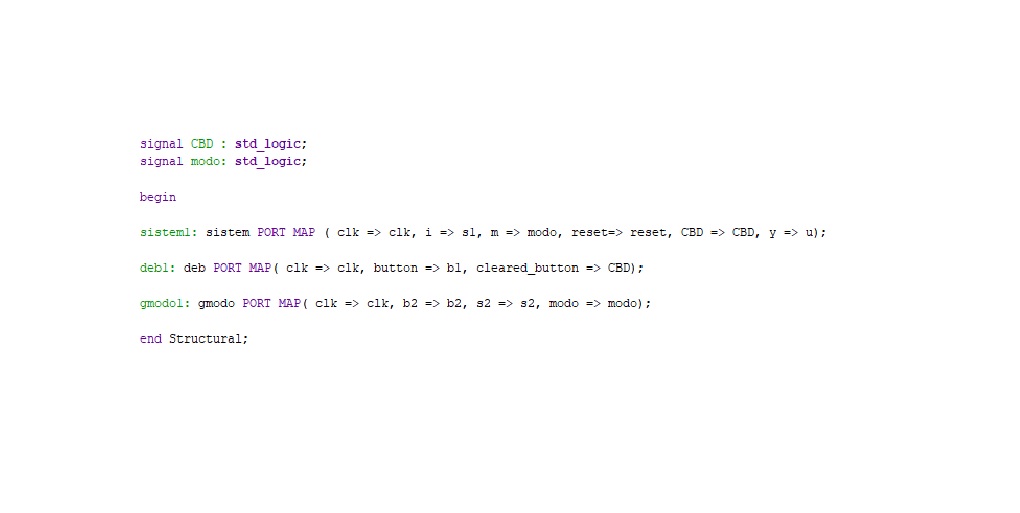 signal CBD : std_logic;
signal modo: std_logic;
begin
sistem1: sistem PORT MAP ( clk => clk, i => s1, m => modo, reset=> reset, CBD => CBD, y => u);
deb1: deb PORT MAP( clk => clk, button => b1, cleared_button => CBD);
gmodo1: gmodo PORT MAP( clk => clk, b2 => b2, s2 => s2, modo => modo);
end Structural;